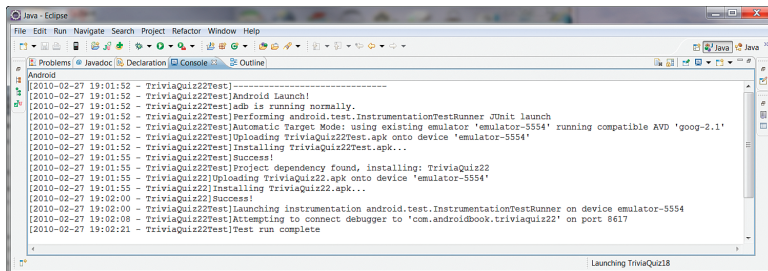 Java - Eclipse
File Edit Run Navigate Search Project Refactor Window Help
Java Java
Problems @ Javadoc Declaration Console Outline
Android
[2010-02-27 19:01:52 - TriviaQuiz22Test]------------------------------
[2010-02-27 19:01:52 - TriviaQuiz22Test]Android Launch!
[2010-02-27 19:01:52 - TriviaQuiz22Test]adb is running normally.
[2010-02-27 19:01:52 - TriviaQuiz22Test]Performing android.test.InstrumentationTestRunner JUnit launch
[2010-02-27 19:01:52 - TriviaQuiz22Test]Automatic Target Mode: using existing emulator 'emulator-5554' running compatible AVD 'goog-2.1'
[2010-02-27 19:01:52 - TriviaQuiz22Test]Uploading TriviaQuiz22Test.apk onto device 'emulator-5554'
[2010-02-27 19:01:52 - TriviaQuiz22Test]Installing TriviaQuiz22Test.apk...
[2010-02-27 19:01:55 - TriviaQuiz22Test]Success!
[2010-02-27 19:01:55 - TriviaQuiz22Test]Project dependency found, installing: TriviaQuiz22
[2010-02-27 19:01:55 - TriviaQuiz22]Uploading TriviaQuiz22.apk onto device 'emulator-5554'
[2010-02-27 19:01:55 - TriviaQuiz22]Installing TriviaQuiz22.apk...
[2010-02-27 19:02:00 - TriviaQuiz22]Success!
[2010-02-27 19:02:00 - TriviaQuiz22Test]Launching instrumentation android.test.InstrumentationTestRunner on device emulator-5554
[2010-02-27 19:02:08 - TriviaQuiz22Test]Attempting to connect debugger to 'com.androidbook.triviaquiz22' on port 8617
[2010-02-27 19:02:21 - TriviaQuiz22Test]Test run complete
Launching TriviaQuiz18